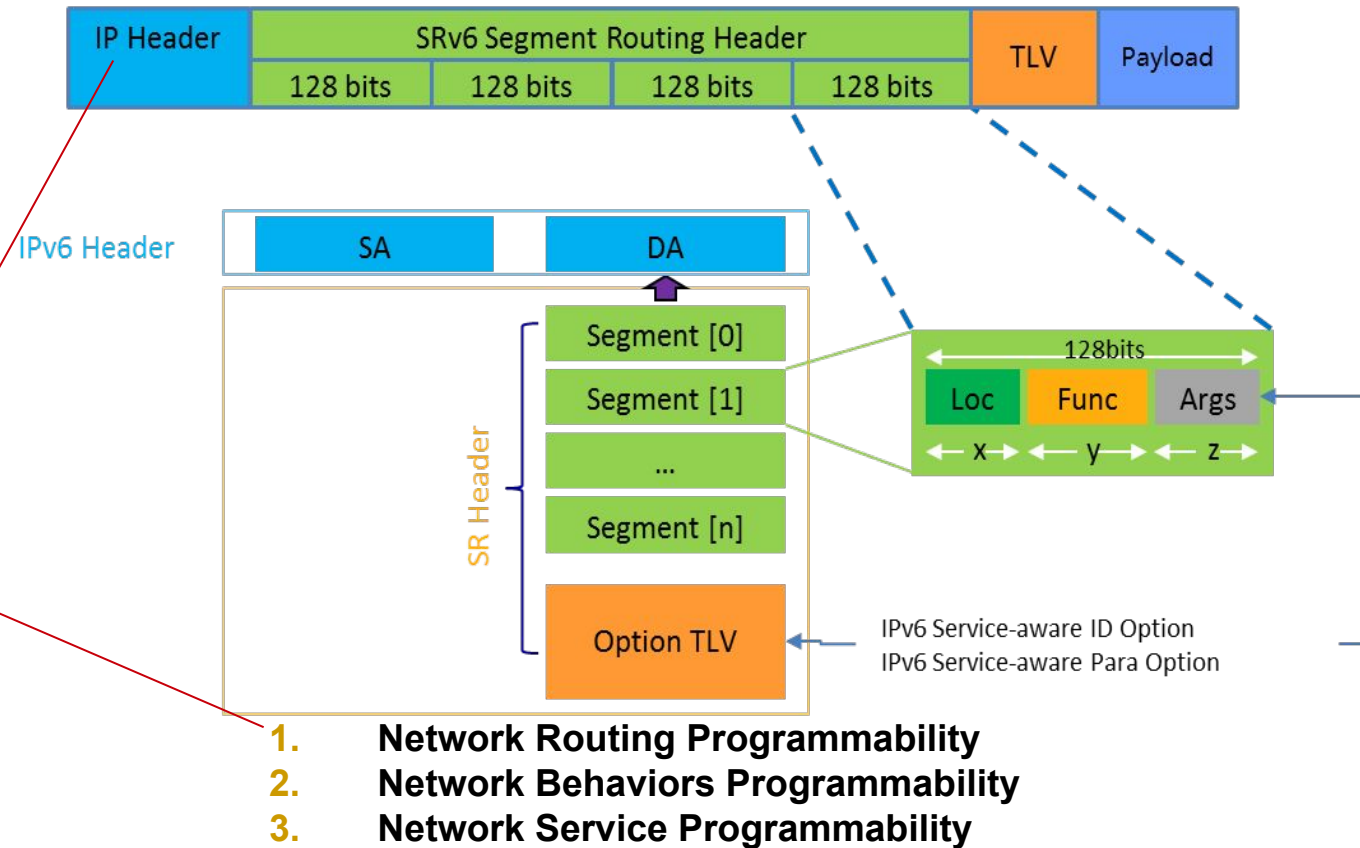 IP Header
SRv6 Segment Routing Header
TLV
Payload
128 bits
128 bits
128 bits
128 bits
IPv6 Header
SA
DA
Segment [0]
Segment [1]
...
Segment [n]
SR Header
Option TLV
128bits
Loc
Func
Args
x
y
z
IPv6 Service-aware ID Option
IPv6 Service-aware Para Option
1. Network Routing Programmability
2. Network Behaviors Programmability
3. Network Service Programmability